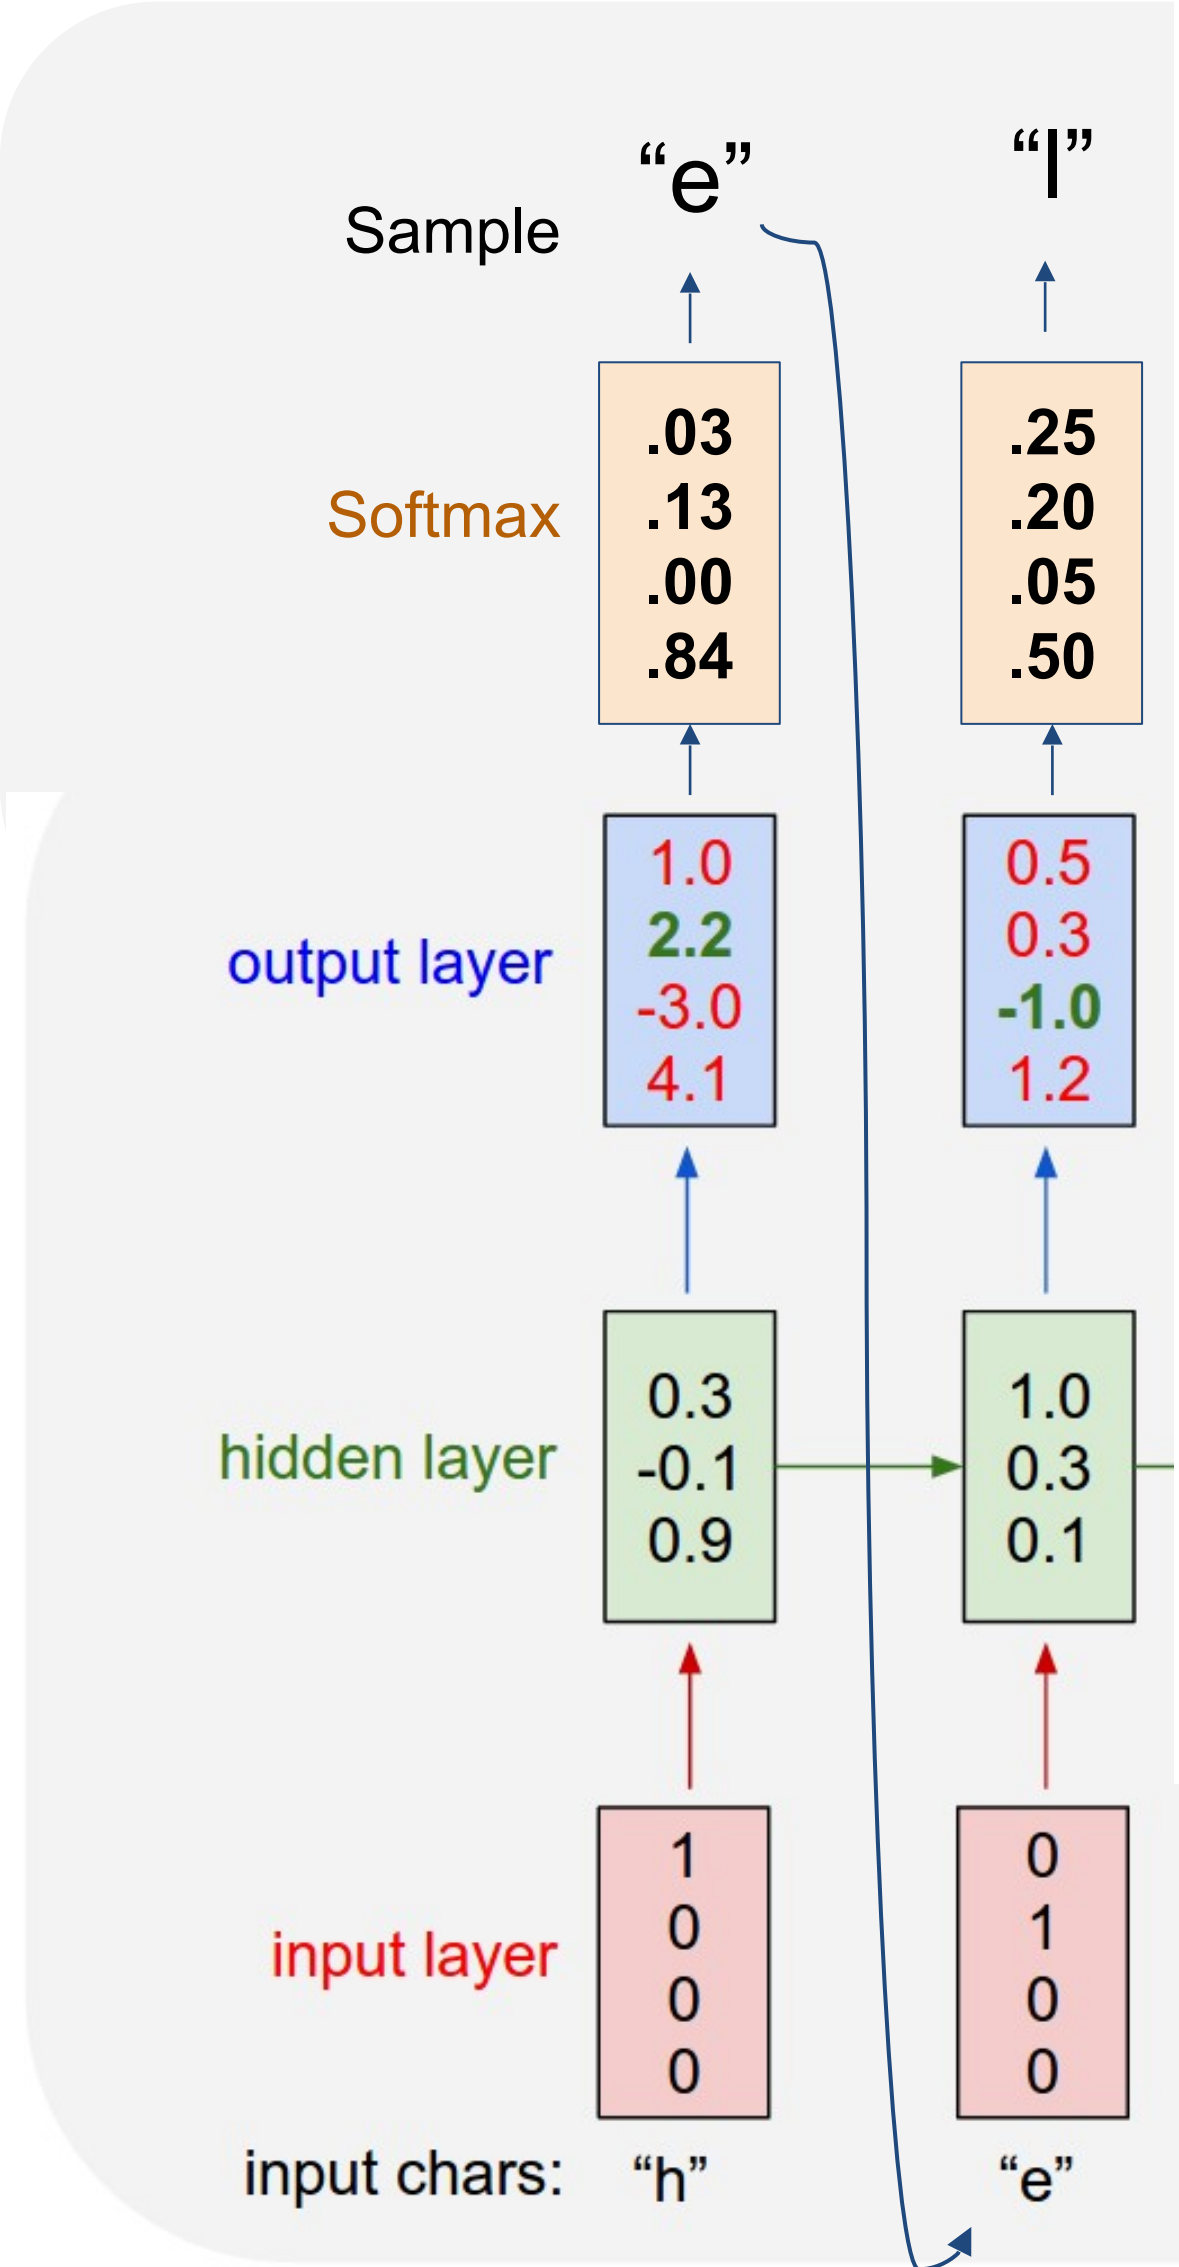 “e” “l”
Sample
Softmax
.03 .25
.13 .20
.00 .05
.84 .50
output layer
1.0 0.5
2.2 0.3
-3.0 -1.0
4.1 1.2
hidden layer
0.3 1.0
-0.1 0.3
0.9 0.1
input layer
1 0
0 1
0 0
0 0
input chars: “h” “e”